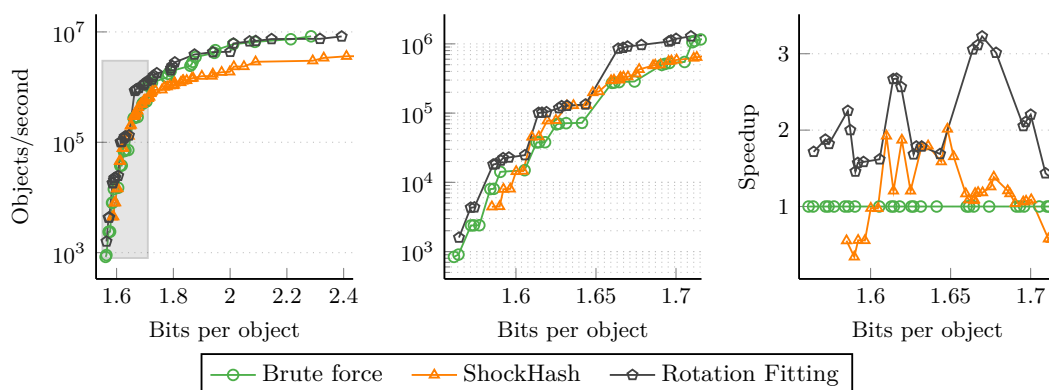 10^7
10^5
10^3
Objects/second
1.6 1.8 2 2.2 2.4
Bits per object
10^6
10^5
10^4
10^3
1.6 1.65 1.7
Bits per object
3
2
1
Speedup
1.6 1.65 1.7
Bits per object
Brute force ShockHash Rotation Fitting